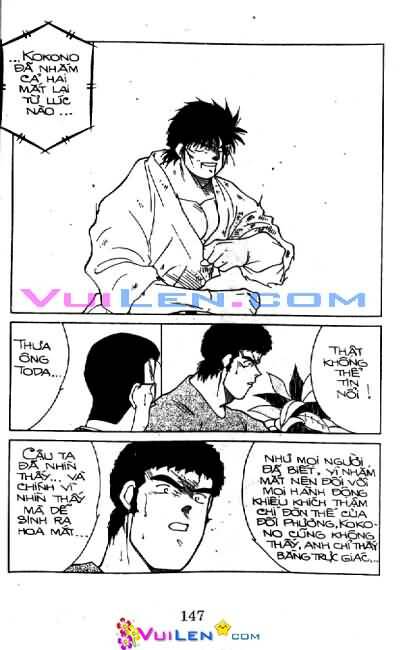 ...KOKONO
ĐÃ NHẮM
CẢ HAI
MẮT LẠI
TỪ LÚC
NÀO...
VuiLen.com
THƯA
ÔNG
TODA...
THẬT
KHÔNG
THỂ
TIN
NỔI!
CẬU TA
ĐÃ NHÌN
THẤY... VÀ
CHÍNH VÌ
NHÌN THẤY
MÀ DỄ
SINH RA
HOA MẮT...
NHƯ MỌI NGƯỜI
ĐÃ BIẾT, VÌ NHẮM
MẮT NÊN ĐỐI VỚI
MỌI HÀNH ĐỘNG
KHIÊU KHÍCH THẬM
CHÍ ĐÒN THẾ CỦA
ĐỐI PHƯƠNG, KOKO-
NO CŨNG KHÔNG
THẤY, ANH CHỈ THẤY
BẰNG TRỰC GIÁC...
147
VuiLen.com